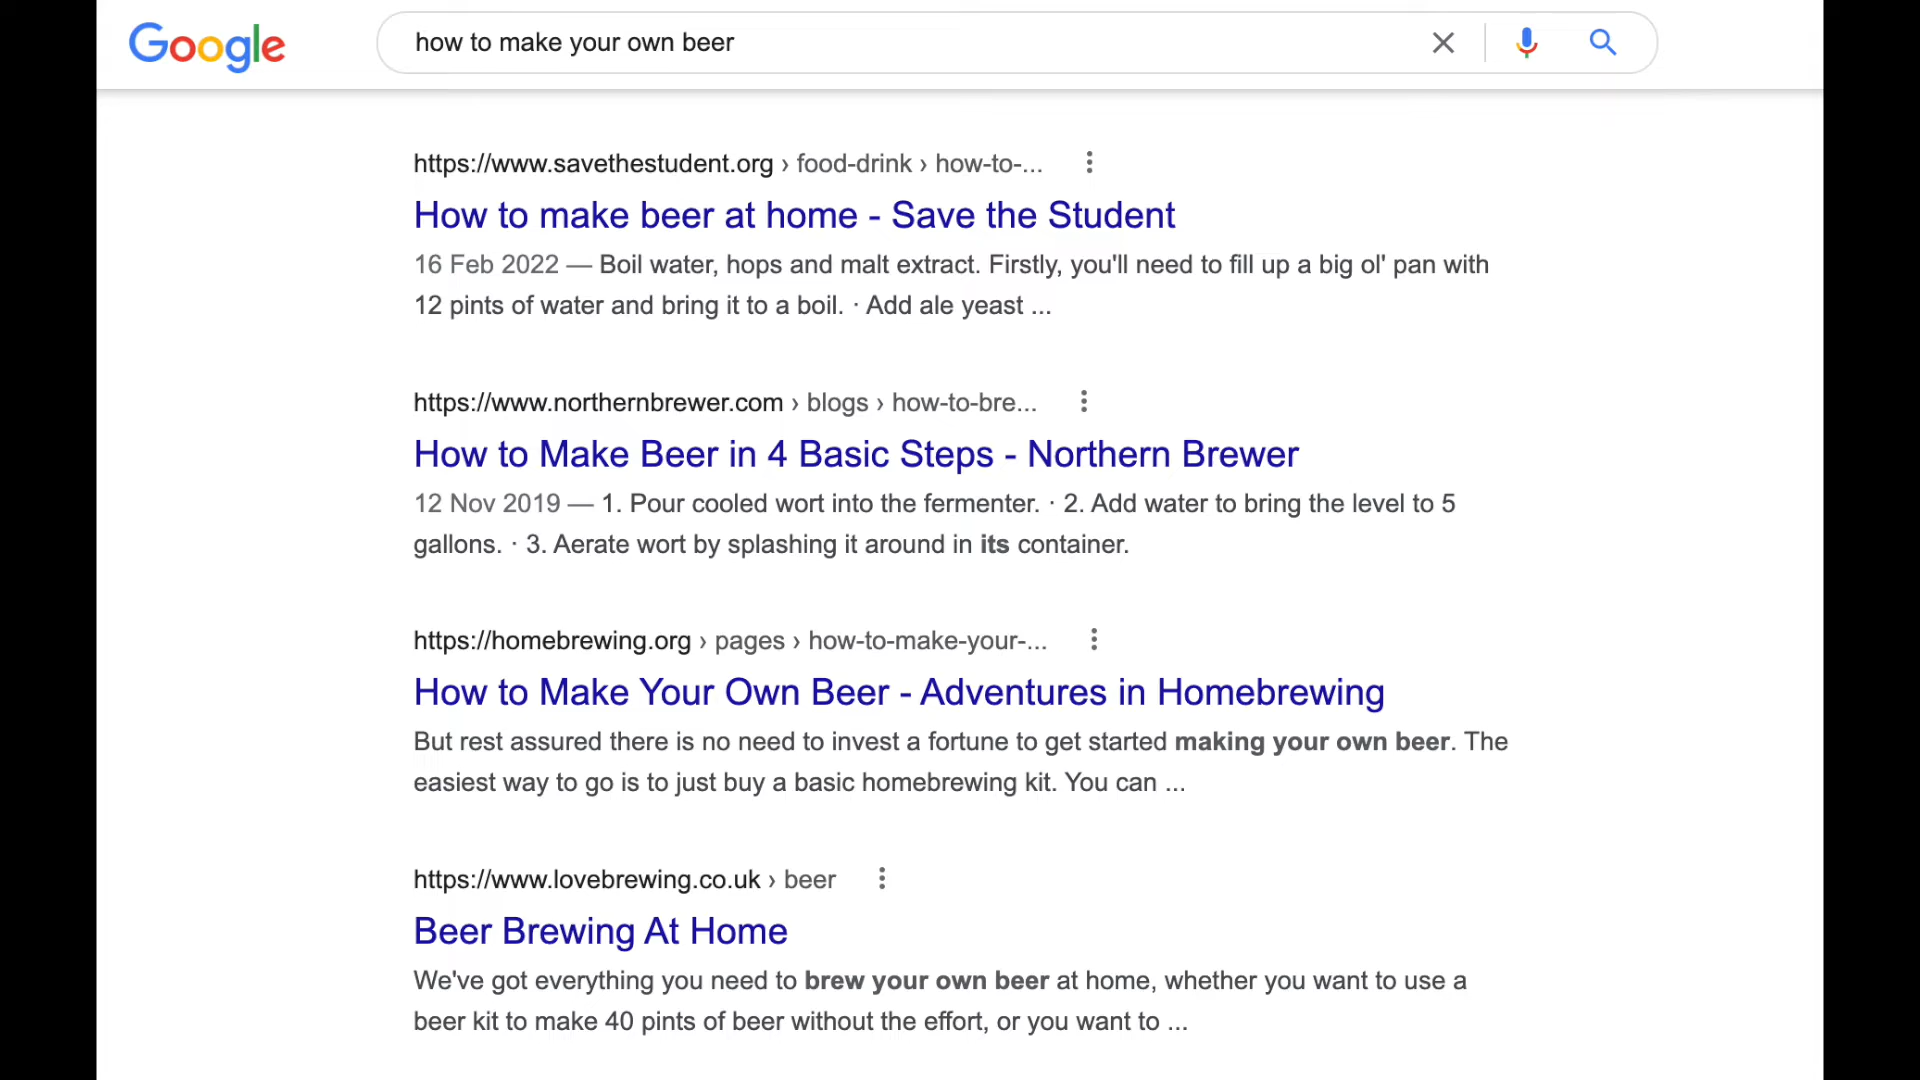 Google
how to make your own beer
https://www.savethestudent.org › food-drink › how-to-...
How to make beer at home - Save the Student
16 Feb 2022 — Boil water, hops and malt extract. Firstly, you'll need to fill up a big ol' pan with
12 pints of water and bring it to a boil. · Add ale yeast ...
https://www.northernbrewer.com › blogs › how-to-bre...
How to Make Beer in 4 Basic Steps - Northern Brewer
12 Nov 2019 — 1. Pour cooled wort into the fermenter. · 2. Add water to bring the level to 5
gallons. · 3. Aerate wort by splashing it around in its container.
https://homebrewing.org › pages › how-to-make-your-...
How to Make Your Own Beer - Adventures in Homebrewing
But rest assured there is no need to invest a fortune to get started making your own beer. The
easiest way to go is to just buy a basic homebrewing kit. You can ...
https://www.lovebrewing.co.uk › beer
Beer Brewing At Home
We've got everything you need to brew your own beer at home, whether you want to use a
beer kit to make 40 pints of beer without the effort, or you want to ...